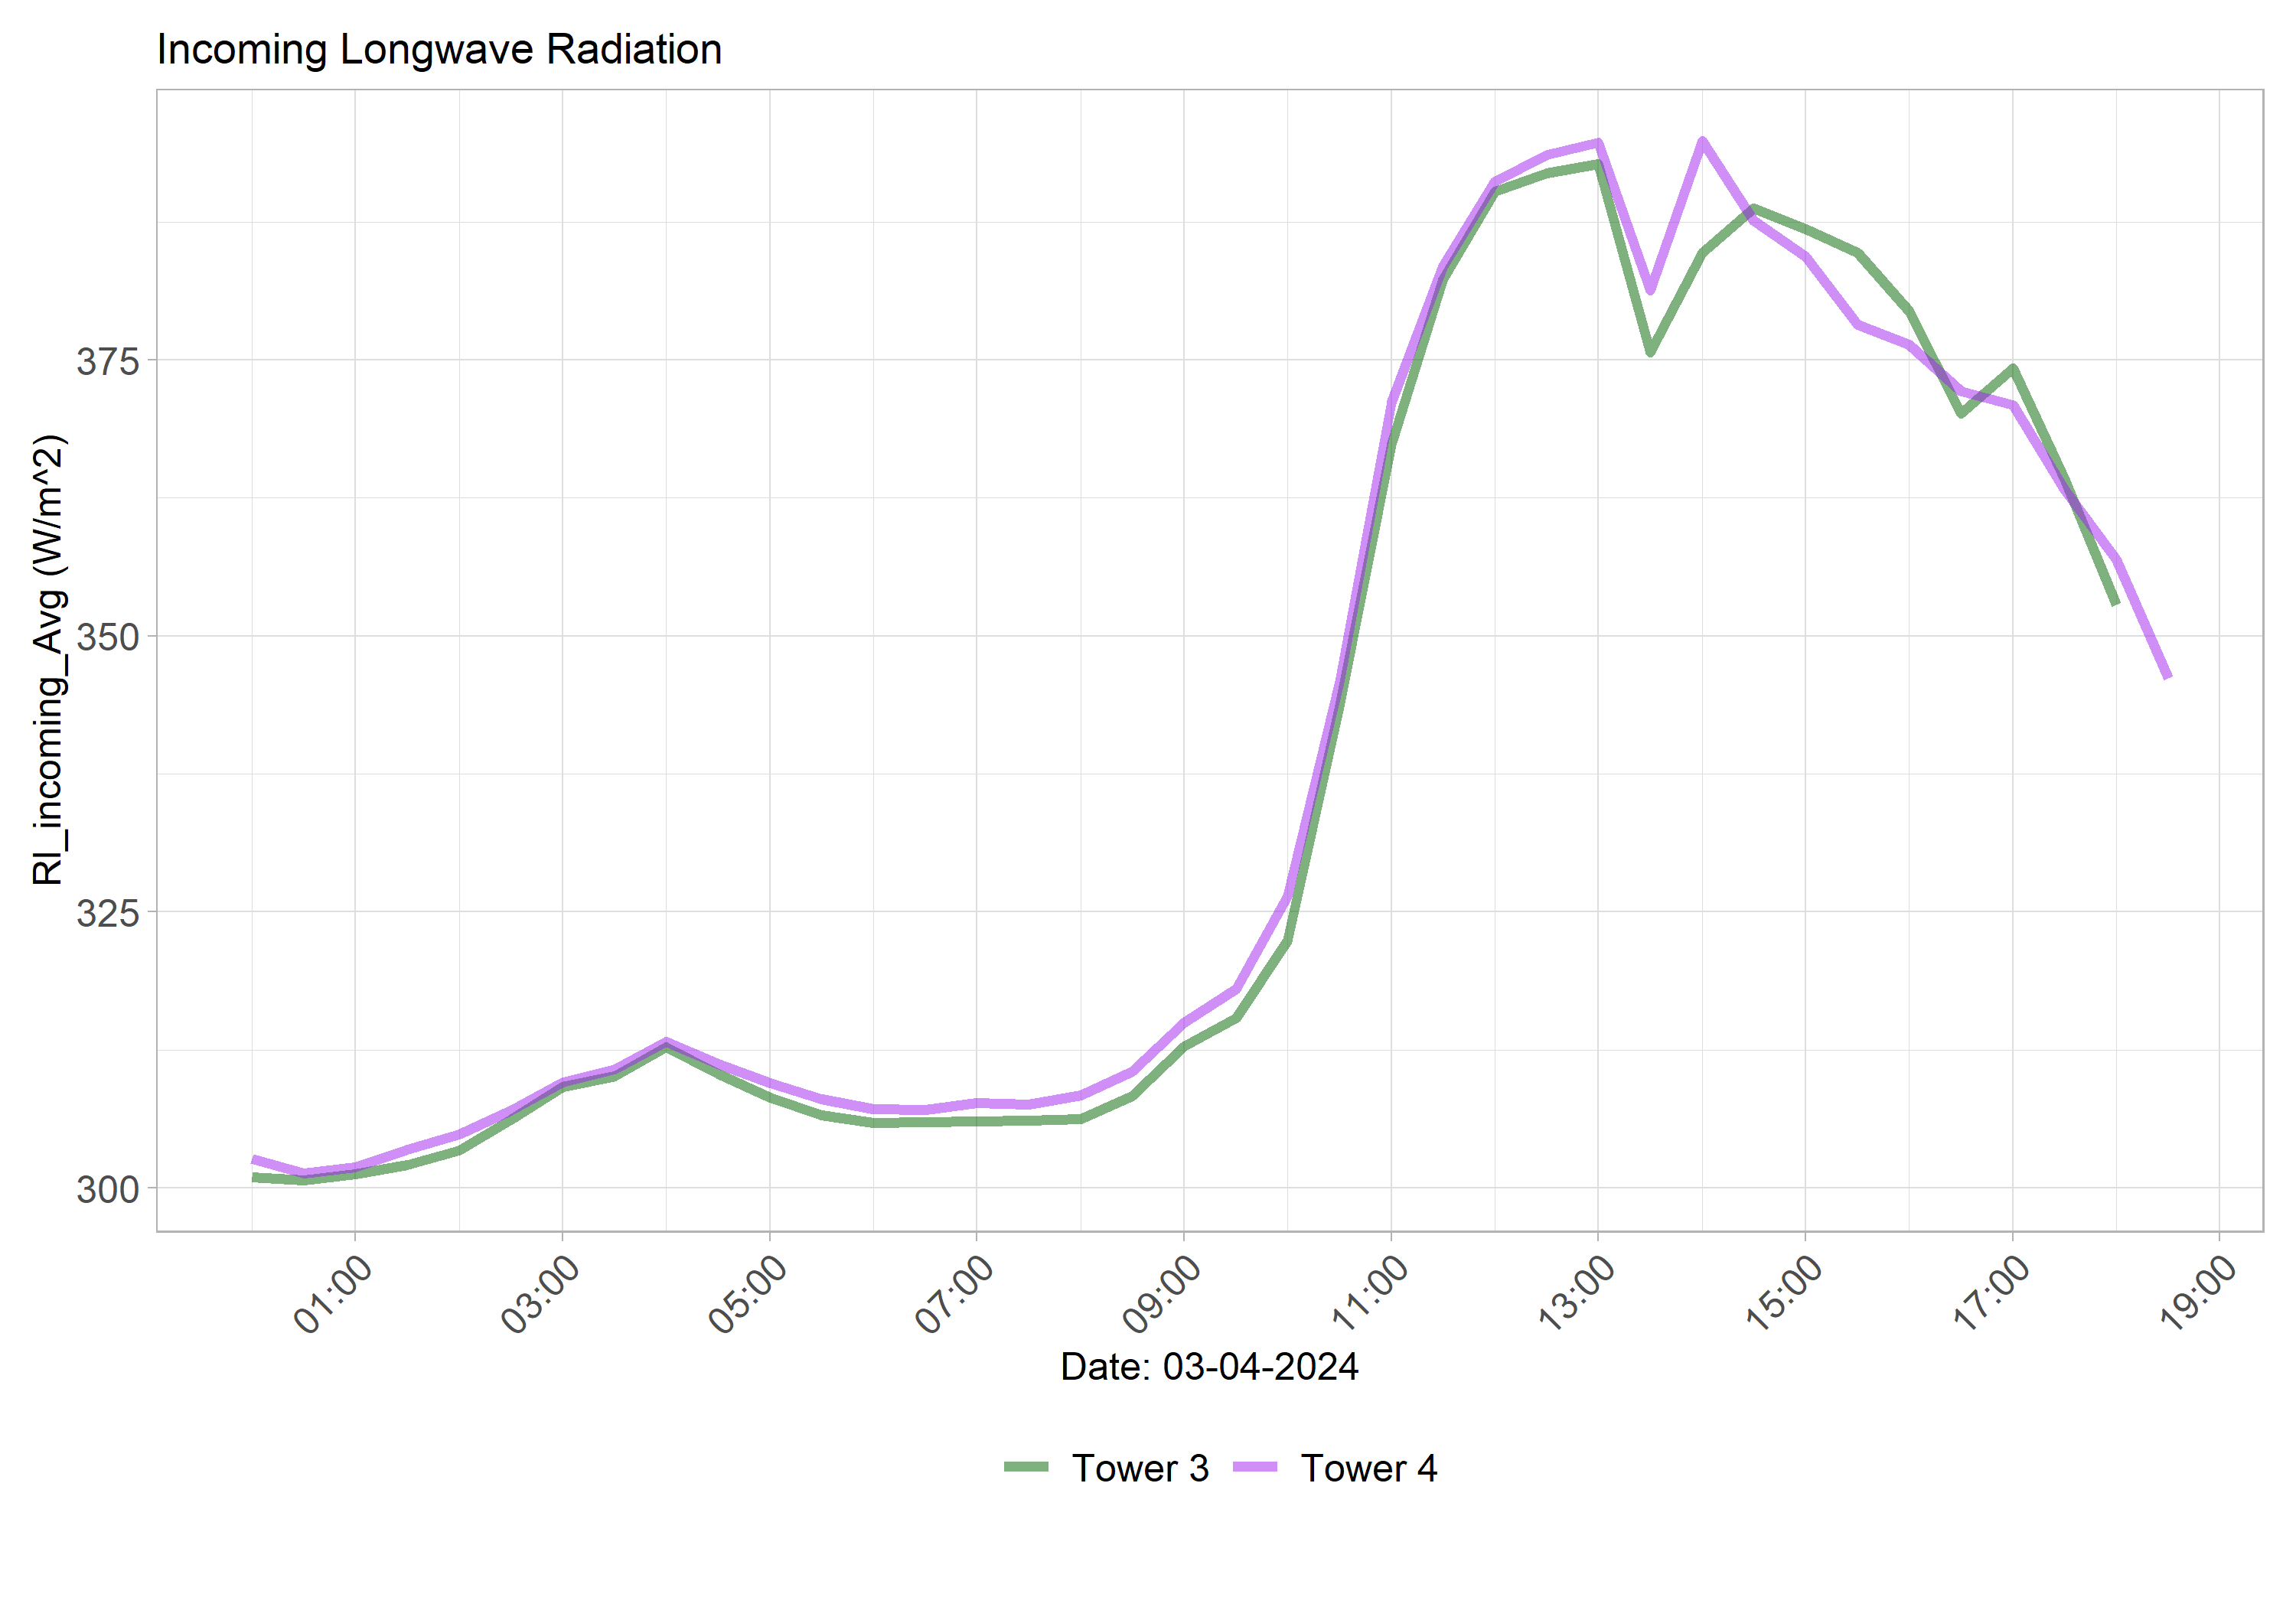 Incoming Longwave Radiation
Rl_incoming_Avg (W/m^2)
375
350
325
300
01:00 03:00 05:00 07:00 09:00 11:00 13:00 15:00 17:00 19:00
Date: 03-04-2024
Tower 3 Tower 4